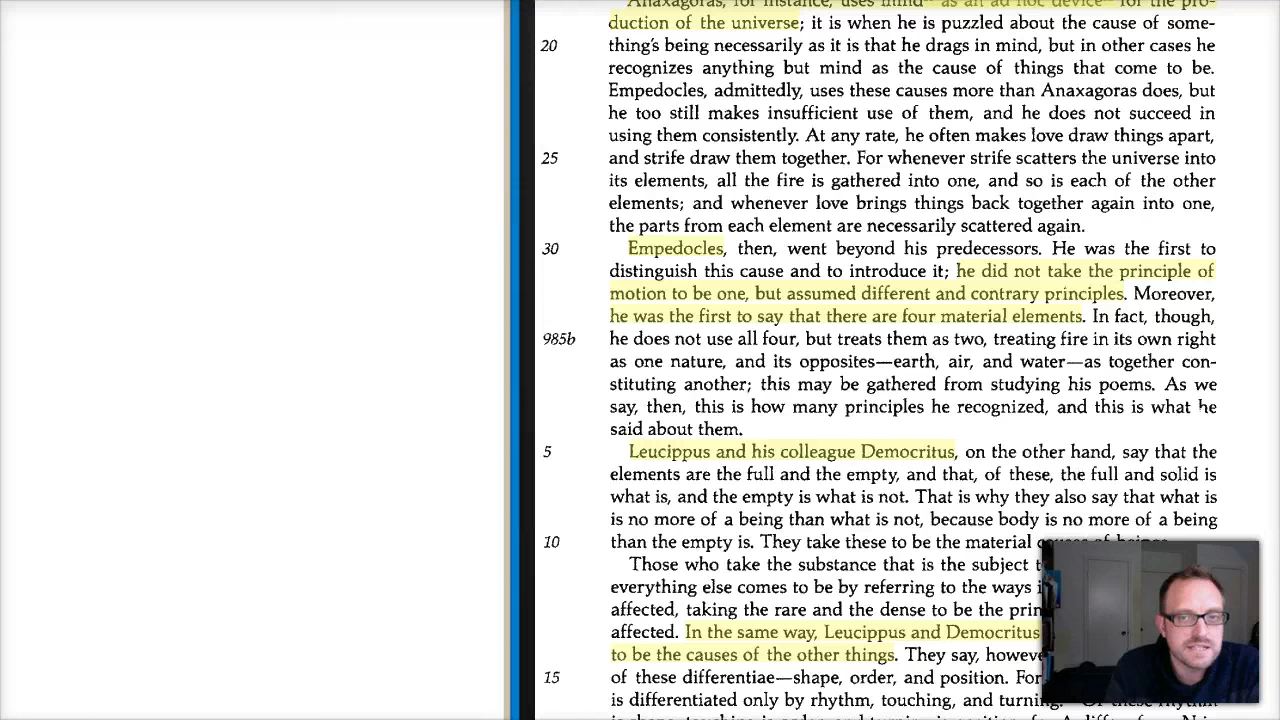 Anaxagoras, for instance, uses mind as an ad hoc device for the pro-
duction of the universe; it is when he is puzzled about the cause of some-
20 thing's being necessarily as it is that he drags in mind, but in other cases he
recognizes anything but mind as the cause of things that come to be.
Empedocles, admittedly, uses these causes more than Anaxagoras does, but
he too still makes insufficient use of them, and he does not succeed in
using them consistently. At any rate, he often makes love draw things apart,
25 and strife draw them together. For whenever strife scatters the universe into
its elements, all the fire is gathered into one, and so is each of the other
elements; and whenever love brings things back together again into one,
the parts from each element are necessarily scattered again.
30 Empedocles, then, went beyond his predecessors. He was the first to
distinguish this cause and to introduce it; he did not take the principle of
motion to be one, but assumed different and contrary principles. Moreover,
he was the first to say that there are four material elements. In fact, though,
985b he does not use all four, but treats them as two, treating fire in its own right
as one nature, and its opposites—earth, air, and water—as together con-
stituting another; this may be gathered from studying his poems. As we
say, then, this is how many principles he recognized, and this is what he
said about them.
5 Leucippus and his colleague Democritus, on the other hand, say that the
elements are the full and the empty, and that, of these, the full and solid is
what is, and the empty is what is not. That is why they also say that what is
is no more of a being than what is not, because body is no more of a being
10 than the empty is. They take these to be the material causes of beings.
Those who take the substance that is the subject
everything else comes to be by referring to the ways
affected, taking the rare and the dense to be the
affected. In the same way, Leucippus and Democritus
to be the causes of the other things. They say,
15 of these differentiae—shape, order, and position. For
is differentiated only by rhythm, touching, and turning.